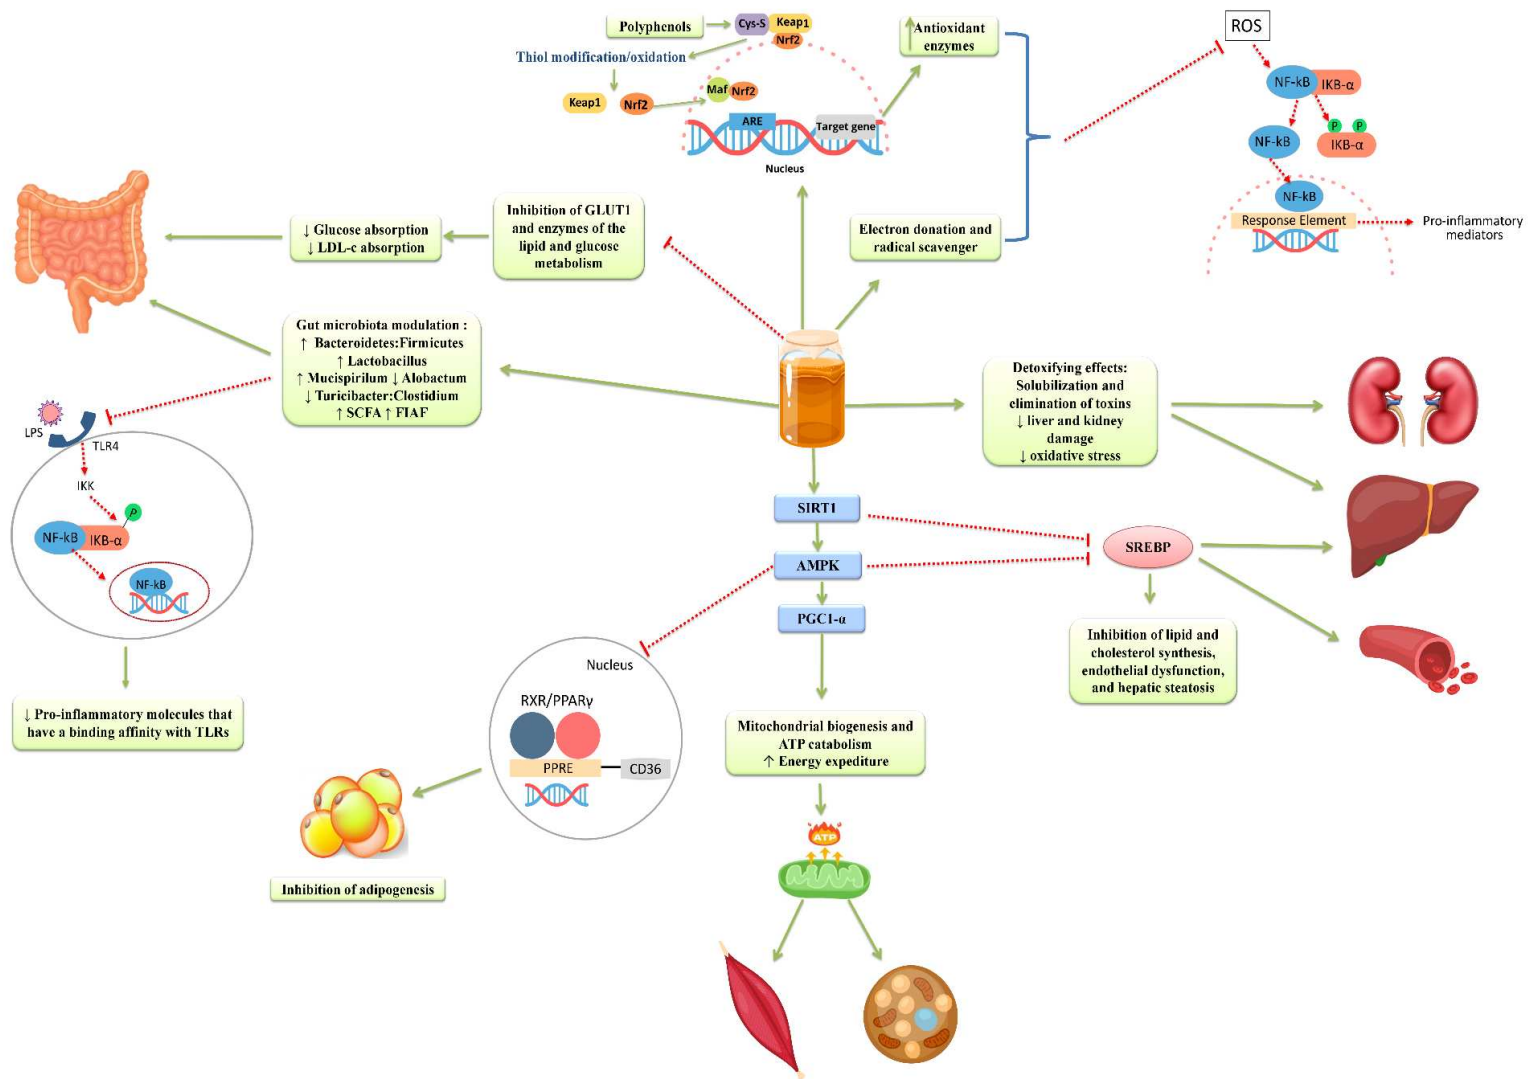 Polyphenols
Cys-S
Keap1
Nrf2
Thiol modification/oxidation
Keap1
Nrf2
Maf
Nrf2
ARE
Target gene
Nucleus
↑
Antioxidant
enzymes
ROS
NF-kB
IKB-α
P
P
NF-kB
IKB-α
NF-kB
Response Element
Pro-inflammatory
mediators
↓ Glucose absorption
↓ LDL-c absorption
Inhibition of GLUT1
and enzymes of the
lipid and glucose
metabolism
Electron donation and
radical scavenger
Gut microbiota modulation :
↑ Bacteroidetes:Firmicutes
↑ Lactobacillus
↑ Mucispirilum ↓ Alobactum
↓ Turicibacter:Clostidium
↑ SCFA ↑ FIAF
Detoxifying effects:
Solubilization and
elimination of toxins
↓ liver and kidney
damage
↓ oxidative stress
LPS
TLR4
IKK
P
NF-kB
IKB-α
NF-kB
↓ Pro-inflammatory molecules that
have a binding affinity with TLRs
SIRT1
AMPK
PGC1-α
SREBP
Inhibition of lipid and
cholesterol synthesis,
endothelial dysfunction,
and hepatic steatosis
Nucleus
RXR/PPARγ
PPRE
CD36
Inhibition of adipogenesis
Mitochondrial biogenesis and
ATP catabolism
↑ Energy expediture
ATP